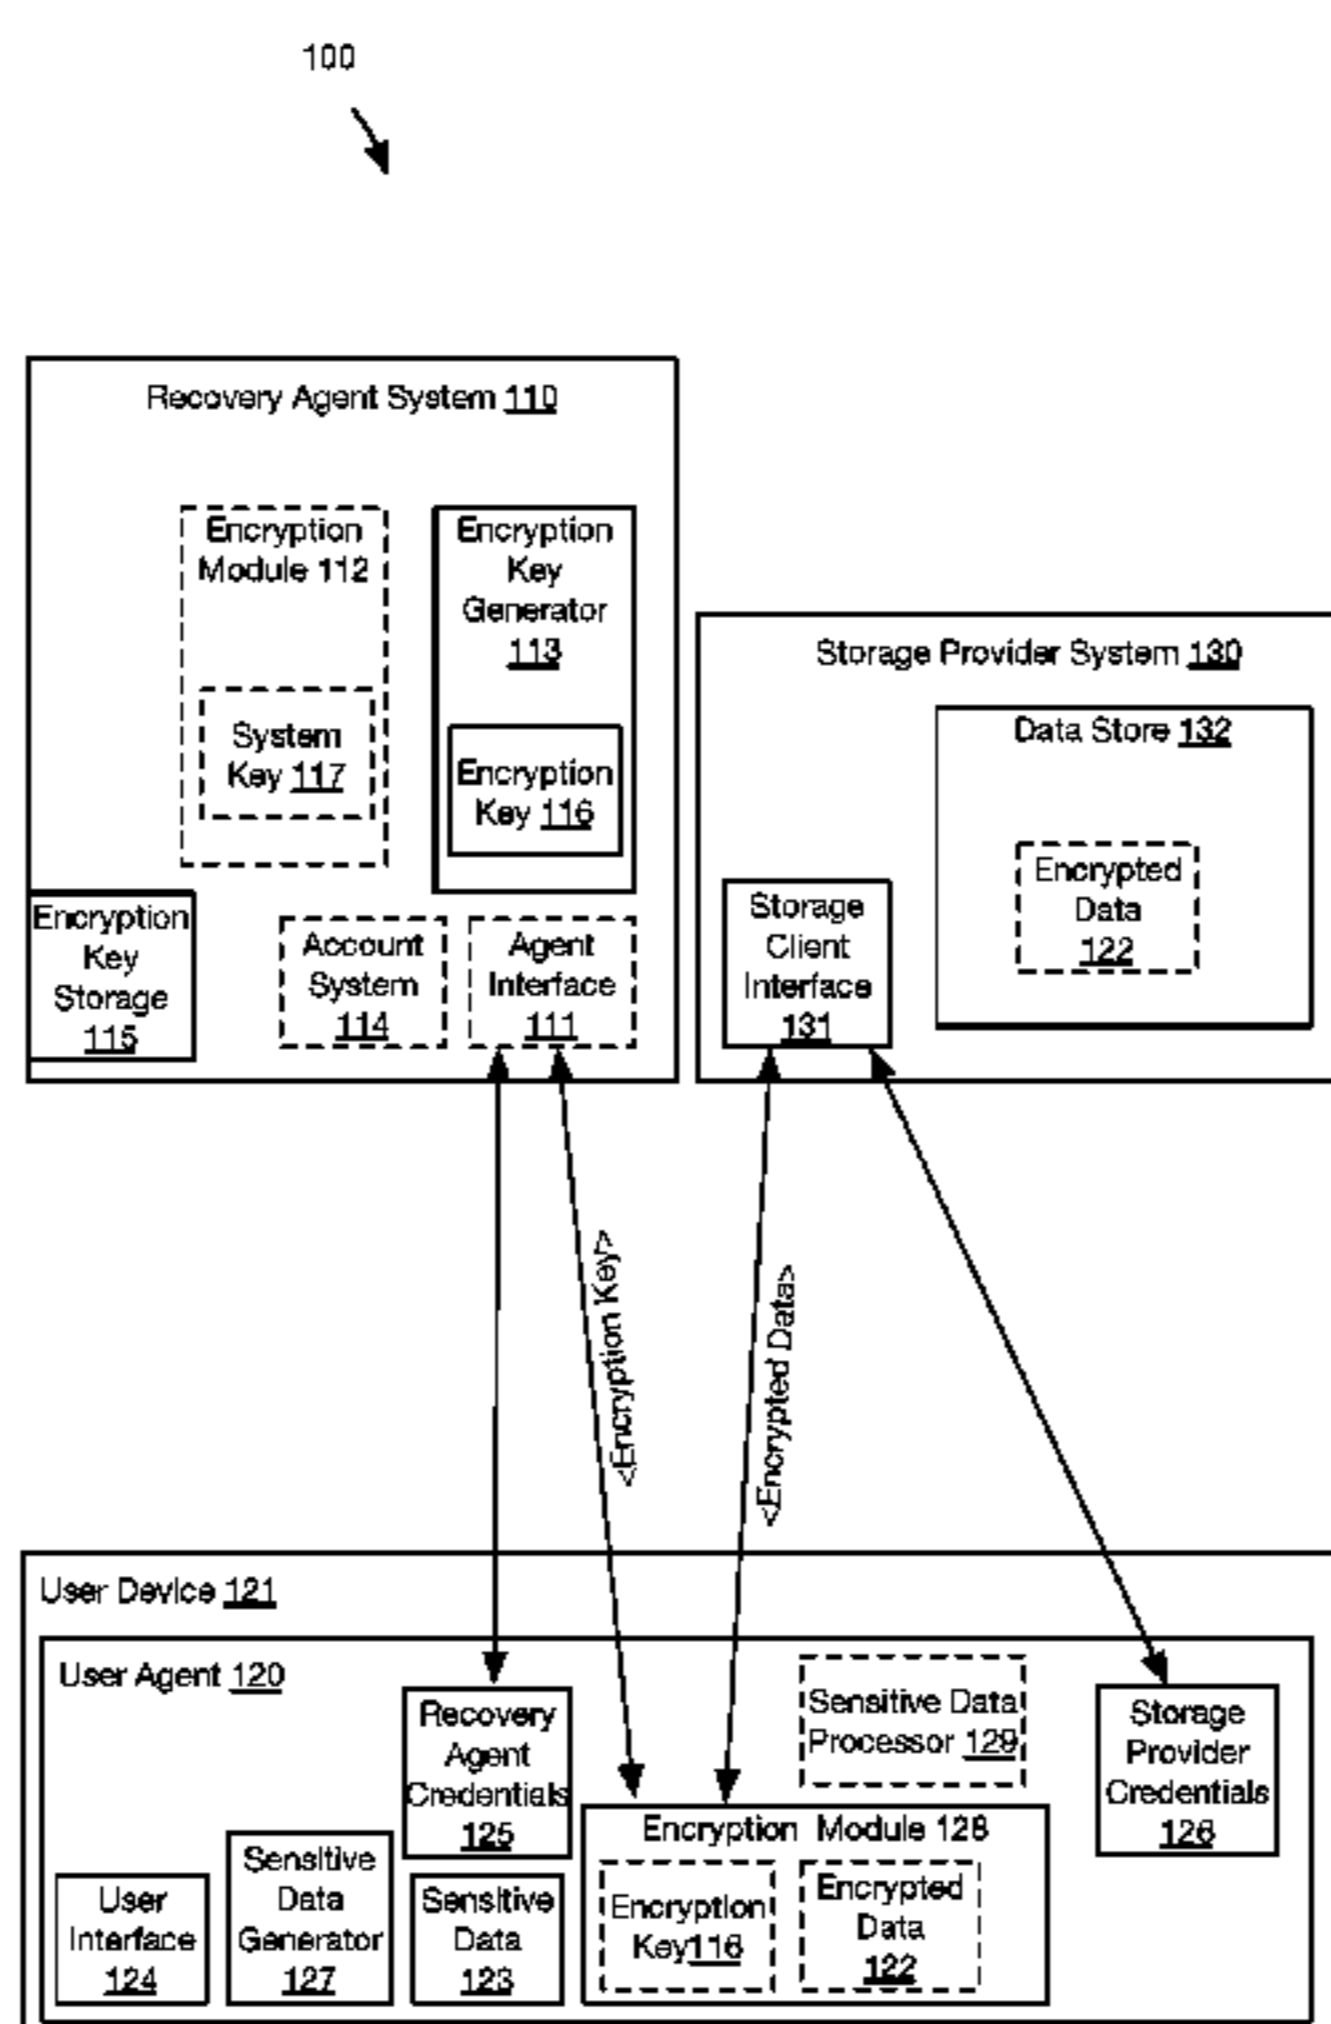 100
Recovery Agent System 110
Encryption
Module 112
System
Key 117
Encryption
Key
Generator
113
Encryption
Key 116
Encryption
Key
Storage
115
Account
System
114
Agent
Interface
111
Storage Provider System 130
Data Store 132
Encrypted
Data
122
Storage
Client
Interface
131
<Encryption Key>
<Encrypted Data>
User Device 121
User Agent 120
Recovery
Agent
Credentials
125
Sensitive Data
Processor 129
Storage
Provider
Credentials
126
User
Interface
124
Sensitive
Data
Generator
127
Sensitive
Data
123
Encryption Module 128
Encryption
Key116
Encrypted
Data
122